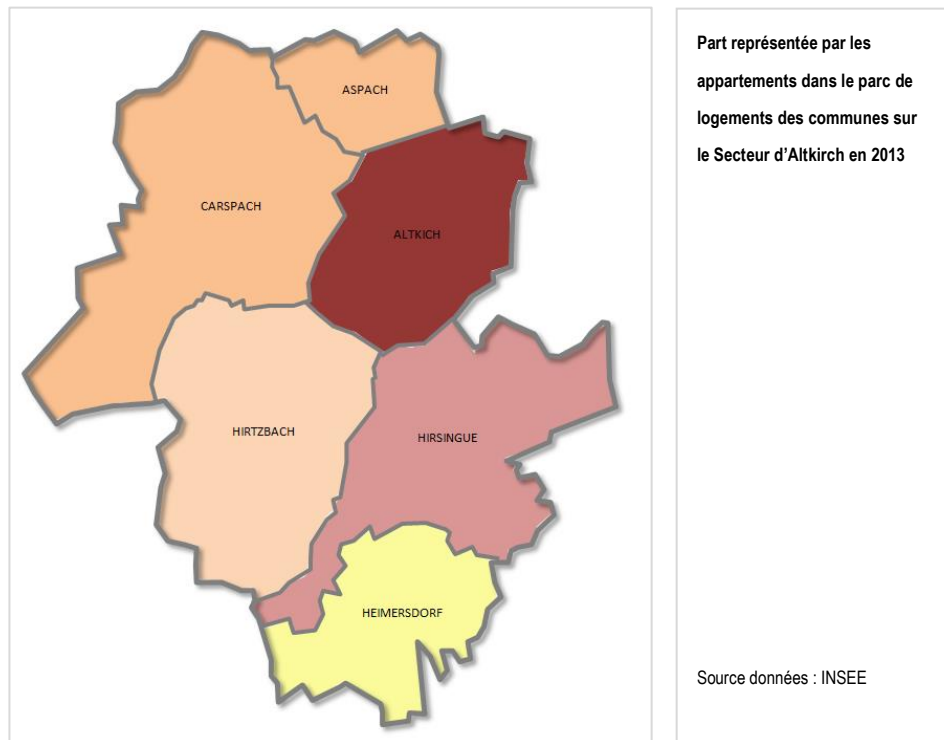 ASPACH
CARSPACH
ALTKICH
HIRTZBACH
HIRSINGUE
HEIMERSDORF
Part représentée par les
appartements dans le parc de
logements des communes sur
le Secteur d'Altkirch en 2013
Source données : INSEE